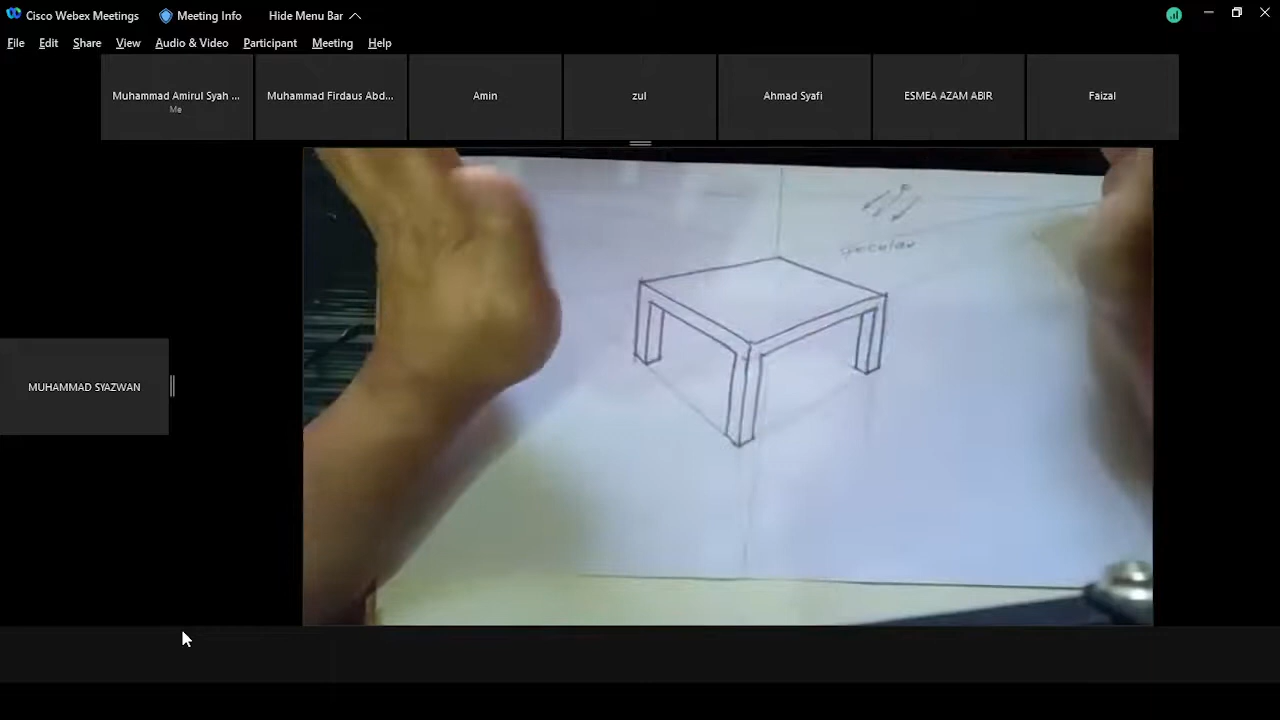 Cisco Webex Meetings Meeting Info Hide Menu Bar
File Edit Share View Audio & Video Participant Meeting Help
Muhammad Amirul Syah ... Muhammad Firdaus Abd... Amin zul Ahmad Syafi ESMEA AZAM ABIR Faizal
Me
specular
MUHAMMAD SYAZWAN